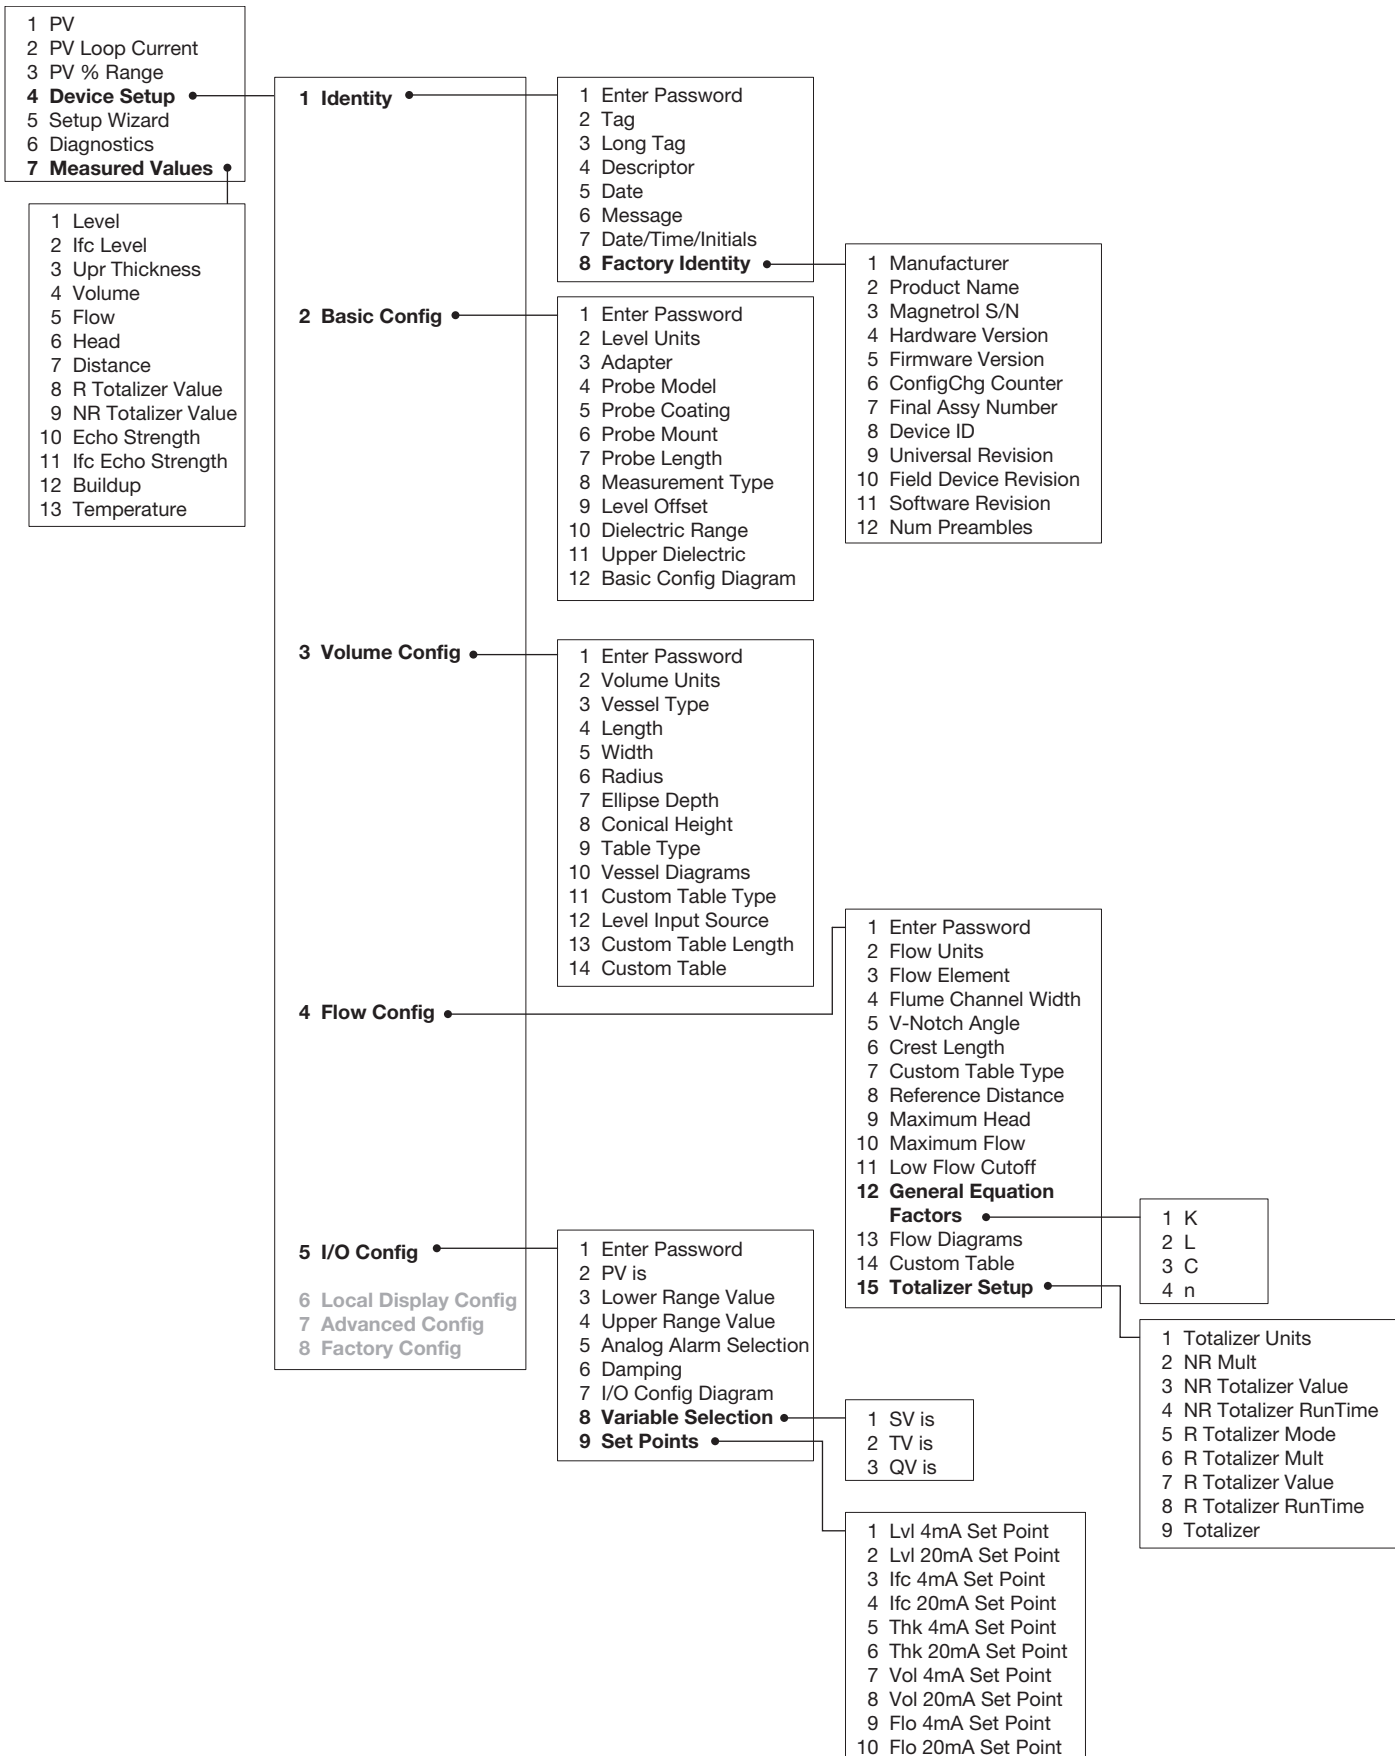 1 PV
2 PV Loop Current
3 PV % Range
4 Device Setup
5 Setup Wizard
6 Diagnostics
7 Measured Values
1 Level
2 Ifc Level
3 Upr Thickness
4 Volume
5 Flow
6 Head
7 Distance
8 R Totalizer Value
9 NR Totalizer Value
10 Echo Strength
11 Ifc Echo Strength
12 Buildup
13 Temperature
1 Identity
2 Basic Config
3 Volume Config
4 Flow Config
5 I/O Config
6 Local Display Config
7 Advanced Config
8 Factory Config
1 Enter Password
2 Tag
3 Long Tag
4 Descriptor
5 Date
6 Message
7 Date/Time/Initials
8 Factory Identity
1 Manufacturer
2 Product Name
3 Magnetrol S/N
4 Hardware Version
5 Firmware Version
6 ConfigChg Counter
7 Final Assy Number
8 Device ID
9 Universal Revision
10 Field Device Revision
11 Software Revision
12 Num Preambles
1 Enter Password
2 Level Units
3 Adapter
4 Probe Model
5 Probe Coating
6 Probe Mount
7 Probe Length
8 Measurement Type
9 Level Offset
10 Dielectric Range
11 Upper Dielectric
12 Basic Config Diagram
1 Enter Password
2 Volume Units
3 Vessel Type
4 Length
5 Width
6 Radius
7 Ellipse Depth
8 Conical Height
9 Table Type
10 Vessel Diagrams
11 Custom Table Type
12 Level Input Source
13 Custom Table Length
14 Custom Table
1 Enter Password
2 Flow Units
3 Flow Element
4 Flume Channel Width
5 V-Notch Angle
6 Crest Length
7 Custom Table Type
8 Reference Distance
9 Maximum Head
10 Maximum Flow
11 Low Flow Cutoff
12 General Equation
Factors
13 Flow Diagrams
14 Custom Table
15 Totalizer Setup
1 K
2 L
3 C
4 n
1 Totalizer Units
2 NR Mult
3 NR Totalizer Value
4 NR Totalizer RunTime
5 R Totalizer Mode
6 R Totalizer Mult
7 R Totalizer Value
8 R Totalizer RunTime
9 Totalizer
1 Enter Password
2 PV is
3 Lower Range Value
4 Upper Range Value
5 Analog Alarm Selection
6 Damping
7 I/O Config Diagram
8 Variable Selection
9 Set Points
1 SV is
2 TV is
3 QV is
1 Lvl 4mA Set Point
2 Lvl 20mA Set Point
3 Ifc 4mA Set Point
4 Ifc 20mA Set Point
5 Thk 4mA Set Point
6 Thk 20mA Set Point
7 Vol 4mA Set Point
8 Vol 20mA Set Point
9 Flo 4mA Set Point
10 Flo 20mA Set Point